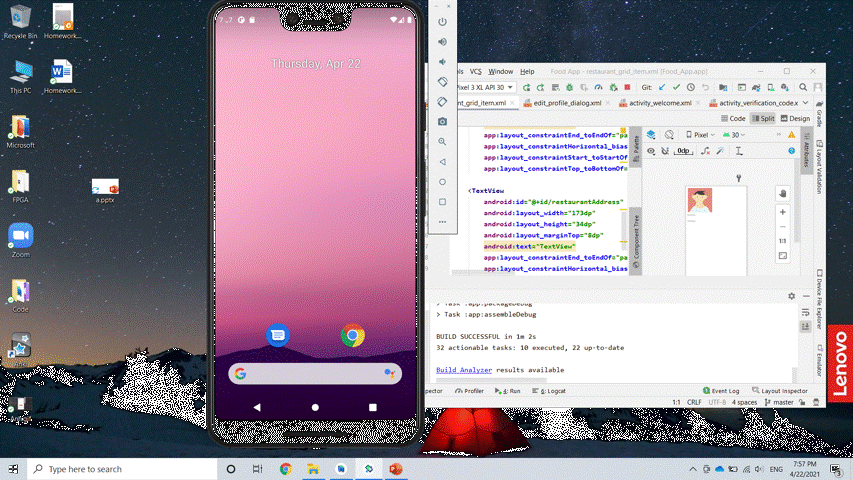 Recycle Bin
Homework...
This PC
Homework...
Microsoft
FPGA
a.pptx
Zoom
Code
Thursday, Apr 22
VCS Window Help
Food App - restaurant_grid_item.xml [Food_App.app]
Pixel 3 XL API 30
nt_grid_item.xml
edit_profile_dialog.xml
activity_welcome.xml
activity_verification_code.x
Code
Split
Design
Pixel
30
0dp
Palette
Component Tree
Attributes
Gradle
Layout Validation
Device File Explorer
Emulator
1:1
app:layout_constraintEnd_toEndOf="pa
app:layout_constraintHorizontal_bias
app:layout_constraintStart_toStartOf
app:layout_constraintTop_toBottomOf=
<TextView
android:id="@+id/restaurantAddress"
android:layout_width="173dp"
android:layout_height="34dp"
android:layout_marginTop="8dp"
android:text="TextView"
app:layout_constraintEnd_toEndOf="pa
app:layout_constraintHorizontal_bias
> Task :app:packageDebug
> Task :app:assembleDebug
BUILD SUCCESSFUL in 1m 2s
32 actionable tasks: 10 executed, 22 up-to-date
Build Analyzer results available
Profiler
4: Run
6: Logcat
Event Log
Layout Inspector
1:1 CRLF UTF-8 4 spaces master
Lenovo
Type here to search
ENG
7:57 PM
4/22/2021
3